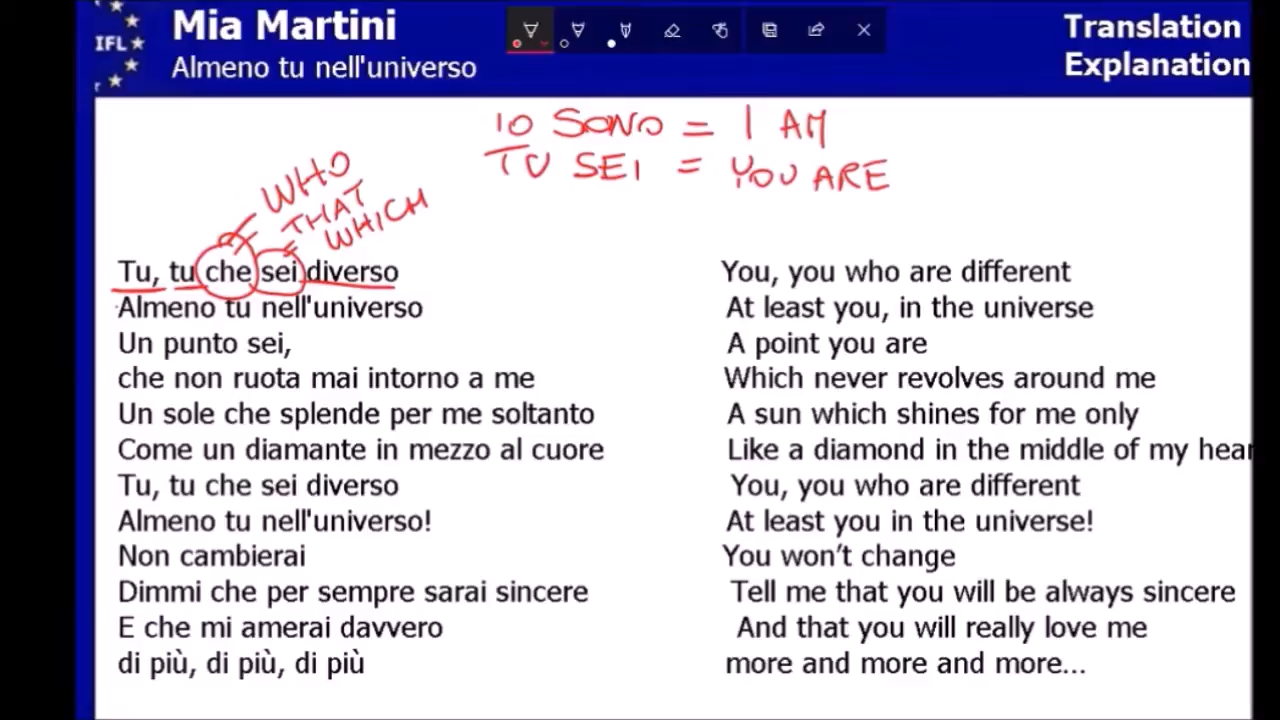 Mia Martini
Almeno tu nell'universo
IFL
Translation
Explanation
IO SONO = I AM
TU SEI = YOU ARE
WHO
THAT
WHICH
Tu, tu che sei diverso
Almeno tu nell'universo
Un punto sei,
che non ruota mai intorno a me
Un sole che splende per me soltanto
Come un diamante in mezzo al cuore
Tu, tu che sei diverso
Almeno tu nell'universo!
Non cambierai
Dimmi che per sempre sarai sincere
E che mi amerai davvero
di più, di più, di più
You, you who are different
At least you, in the universe
A point you are
Which never revolves around me
A sun which shines for me only
Like a diamond in the middle of my hear
You, you who are different
At least you in the universe!
You won’t change
Tell me that you will be always sincere
And that you will really love me
more and more and more...